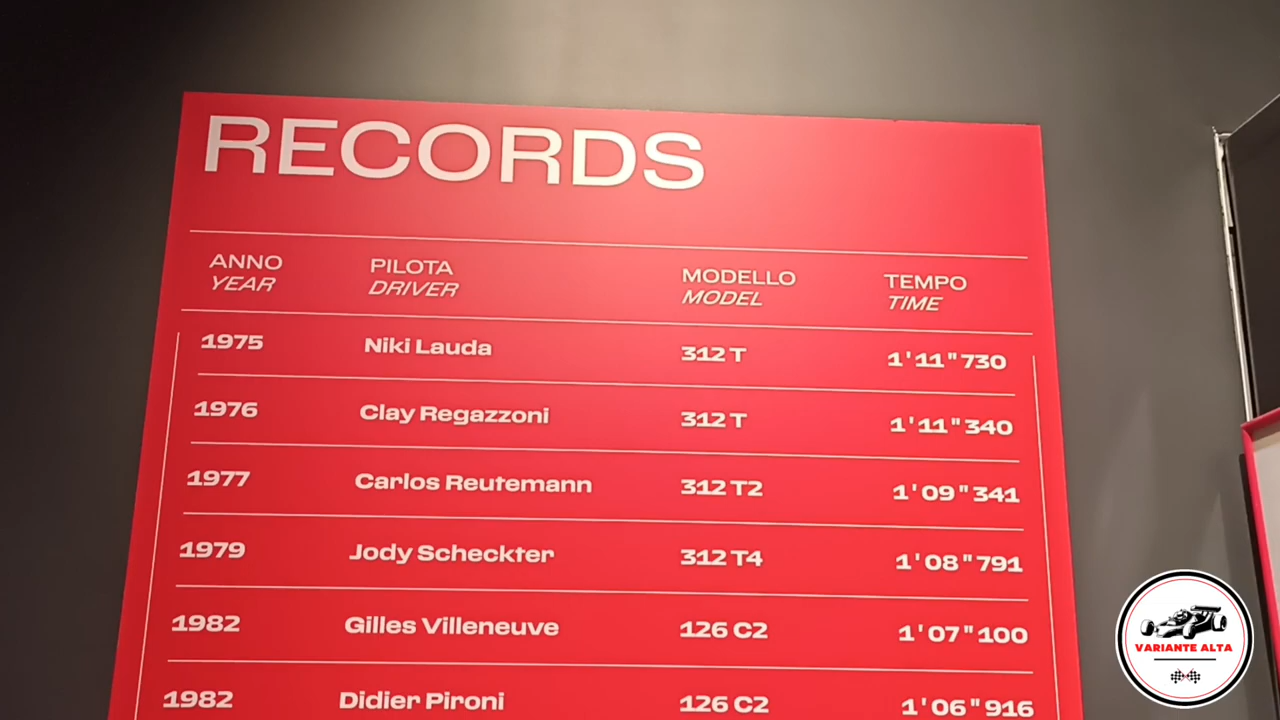 RECORDS
ANNO PILOTA MODELLO TEMPO
YEAR DRIVER MODEL TIME
1975 Niki Lauda 312 T 1'11"730
1976 Clay Regazzoni 312 T 1'11"340
1977 Carlos Reutemann 312 T2 1'09"341
1979 Jody Scheckter 312 T4 1'08"791
1982 Gilles Villeneuve 126 C2 1'07"100
1982 Didier Pironi 126 C2 1'06"916
VARIANTE ALTA